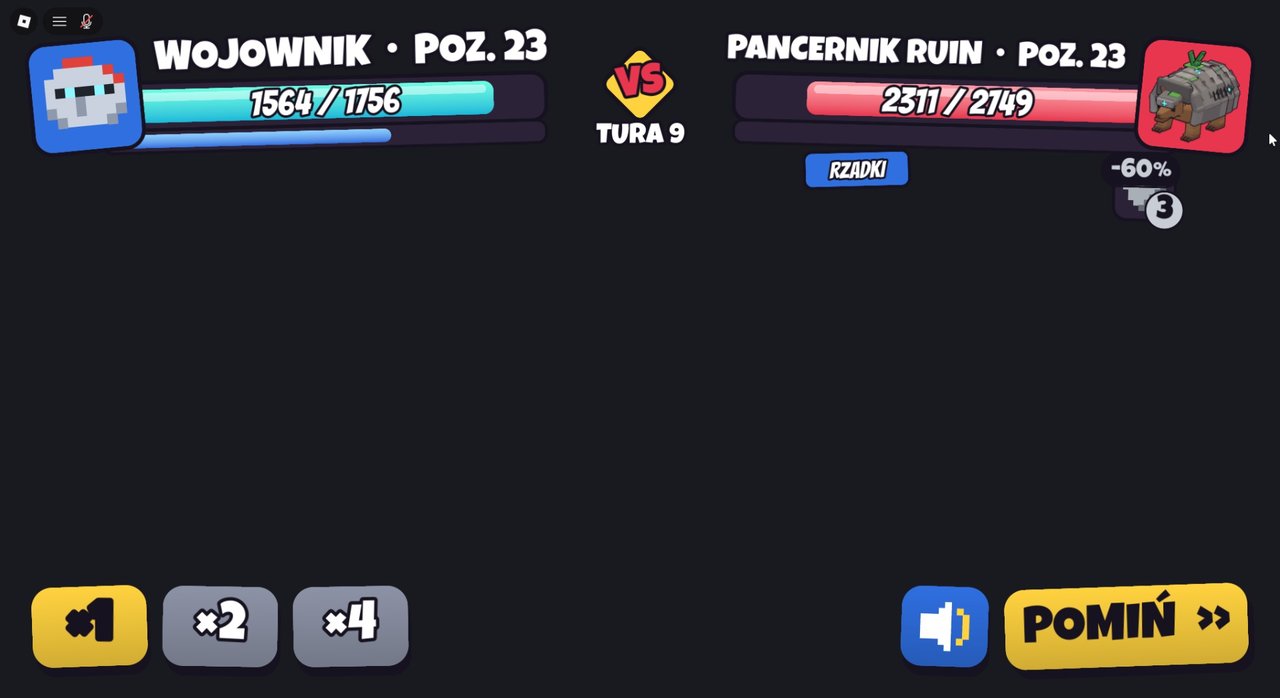 WOJOWNIK • POZ. 23
1564 / 1756
VS
TURA 9
PANCERNIK RUIN • POZ. 23
2311 / 2749
RZADKI
-60%
3
×1
×2
×4
POMIŃ >>